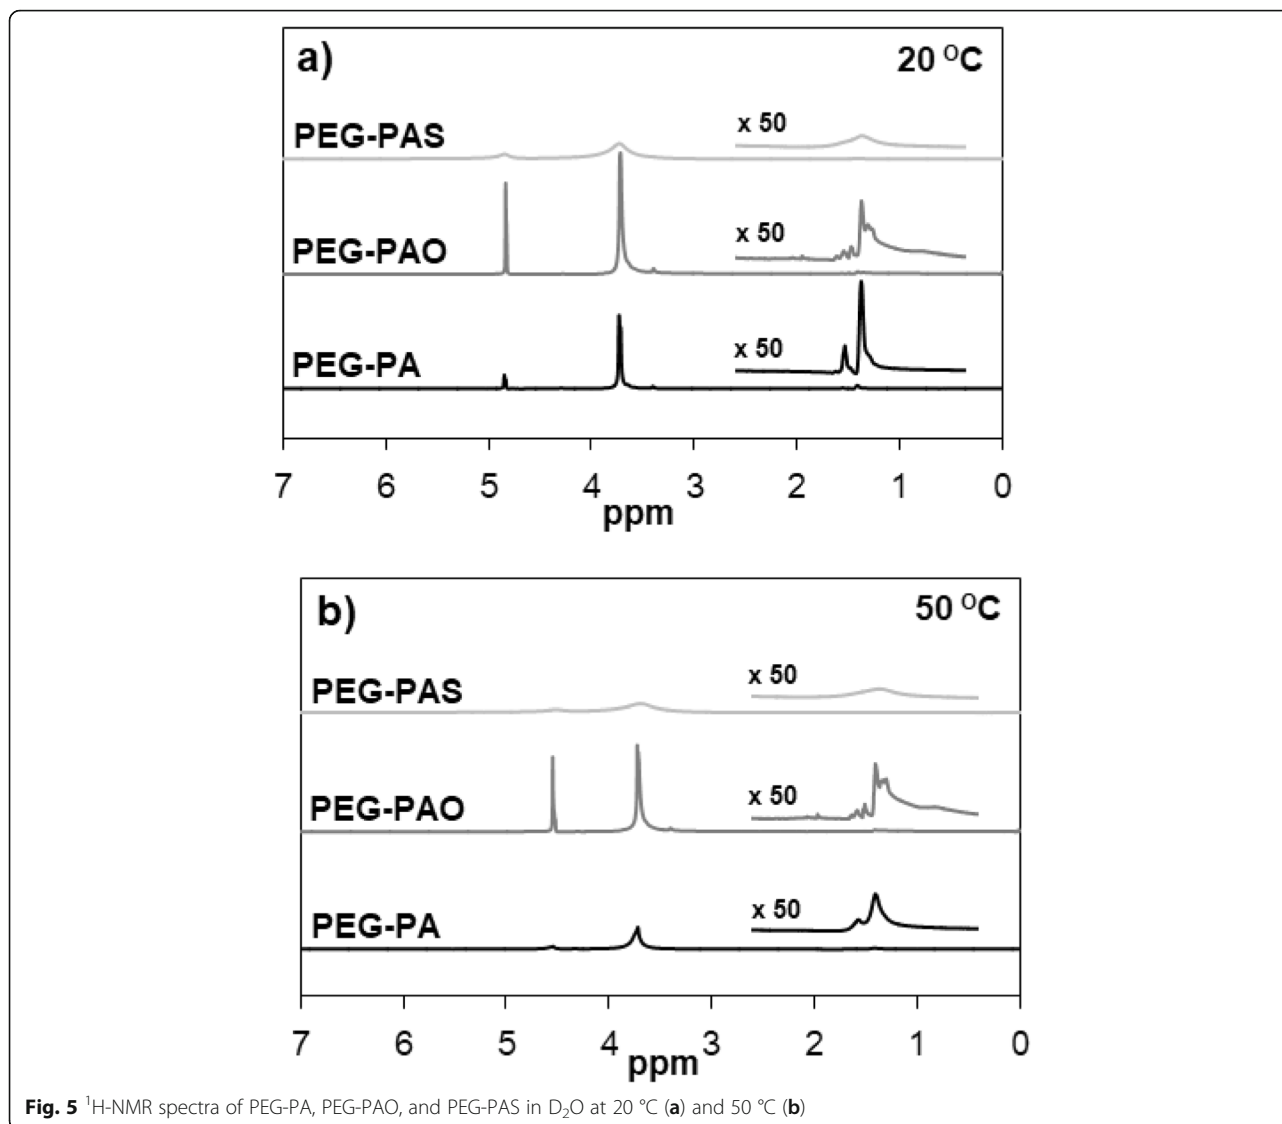 a) 20 °C
PEG-PAS x 50
PEG-PAO x 50
PEG-PA x 50
7 6 5 4 3 2 1 0
ppm
b) 50 °C
PEG-PAS x 50
PEG-PAO x 50
PEG-PA x 50
7 6 5 4 3 2 1 0
ppm
Fig. 5 ¹H-NMR spectra of PEG-PA, PEG-PAO, and PEG-PAS in D₂O at 20 °C (a) and 50 °C (b)